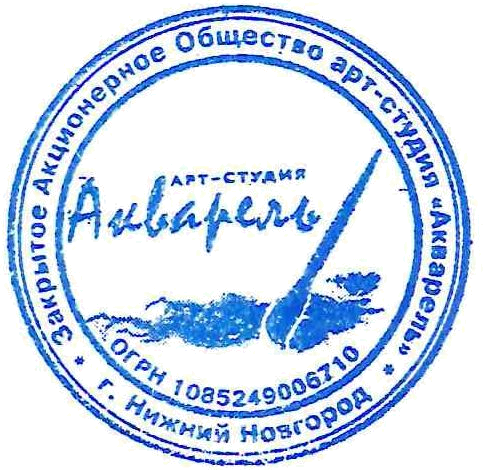 Закрытое Акционерное Общество арт-студия «Акварель»
АРТ-СТУДИЯ
Акварель
ОГРН 1085249006710
* г. Нижний Новгород *